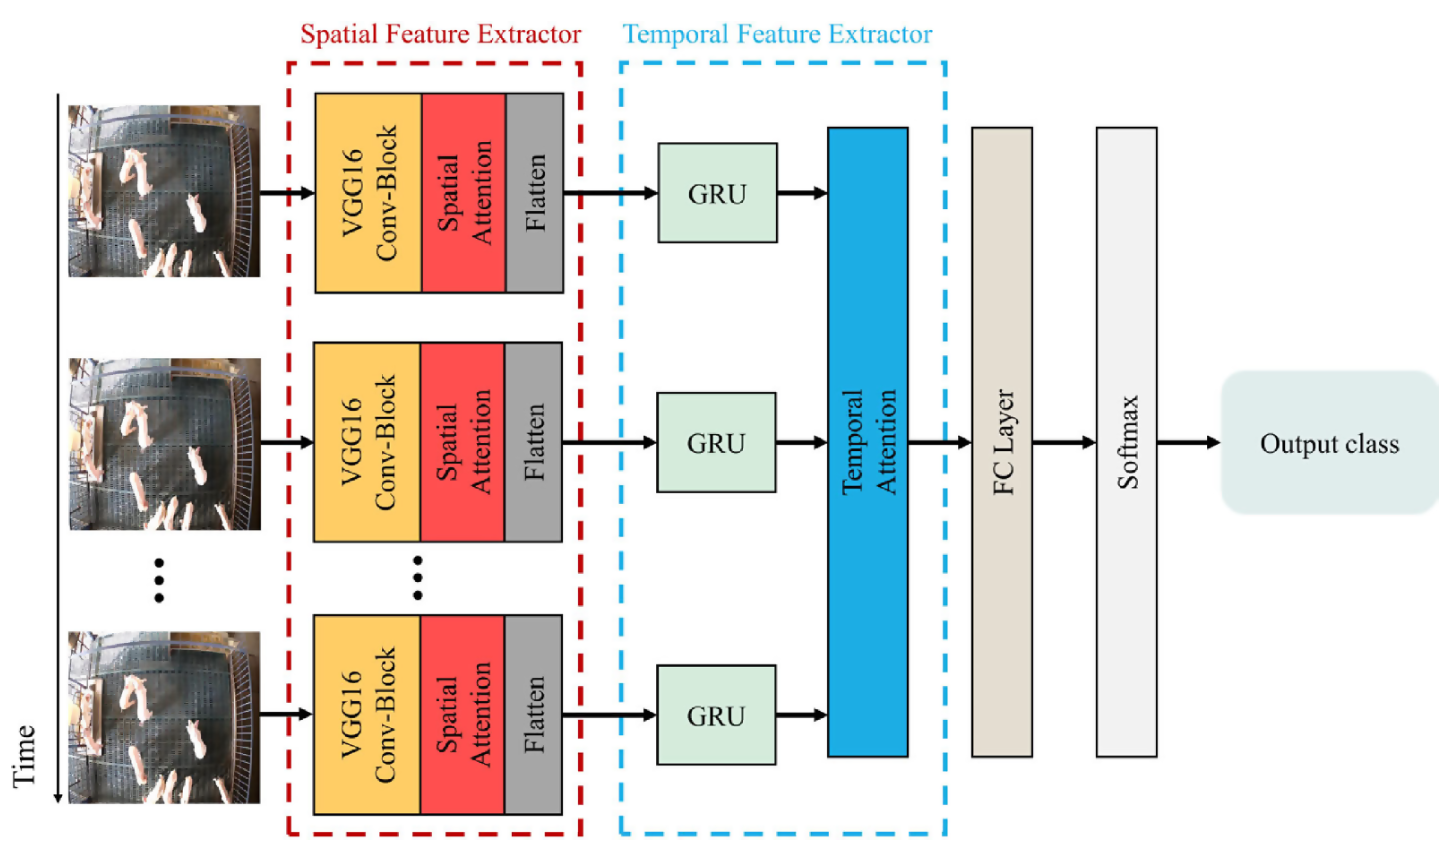 Spatial Feature Extractor
Temporal Feature Extractor
VGG16
Conv-Block
Spatial
Attention
Flatten
GRU
VGG16
Conv-Block
Spatial
Attention
Flatten
GRU
Temporal
Attention
FC Layer
Softmax
Output class
VGG16
Conv-Block
Spatial
Attention
Flatten
GRU
Time